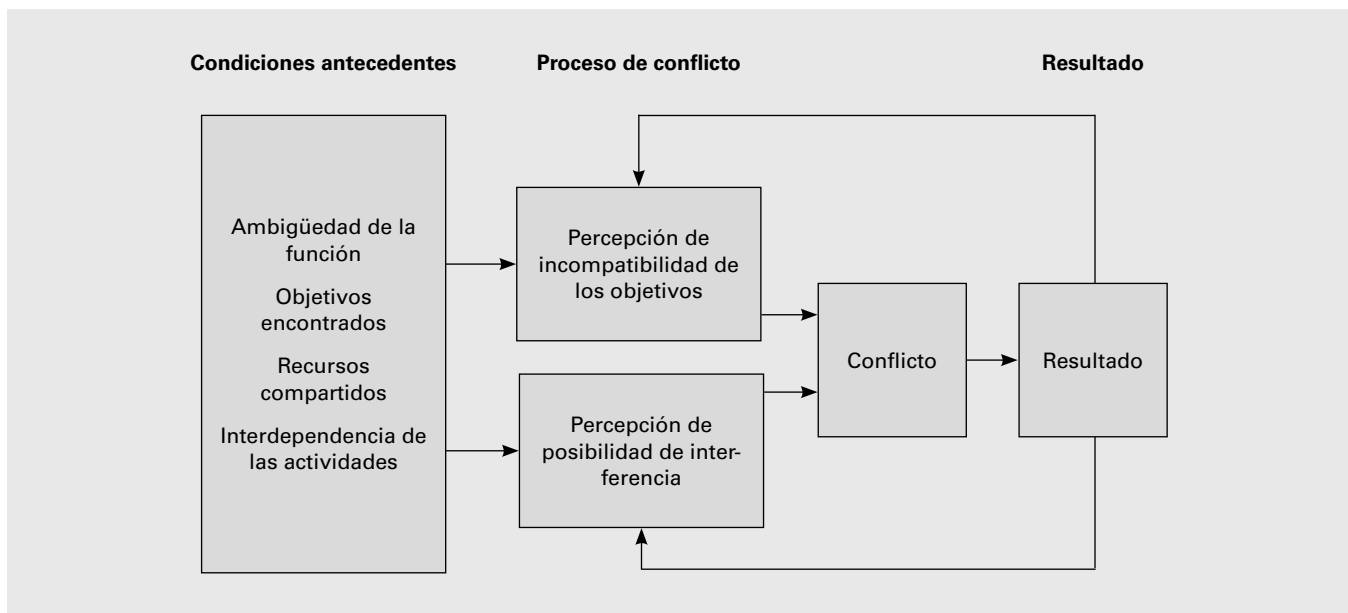 Condiciones antecedentes
Proceso de conflicto
Resultado
Ambigüedad de la
función
Objetivos
encontrados
Recursos
compartidos
Interdependencia de
las actividades
Percepción de
incompatibilidad de
los objetivos
Percepción de
posibilidad de inter-
ferencia
Conflicto
Resultado